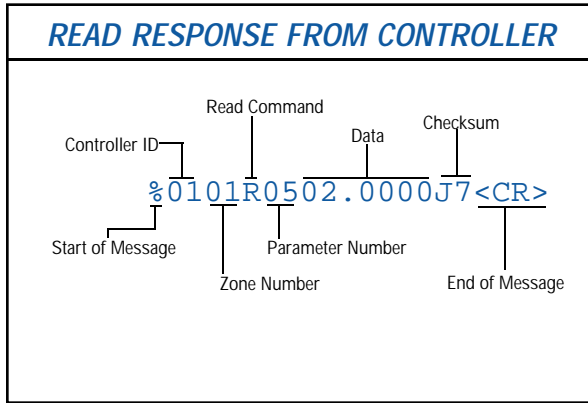 READ RESPONSE FROM CONTROLLER
Read Command
Checksum
Data
Controller ID
%0101R0502.0000J7<CR>
Start of Message
Parameter Number
Zone Number
End of Message